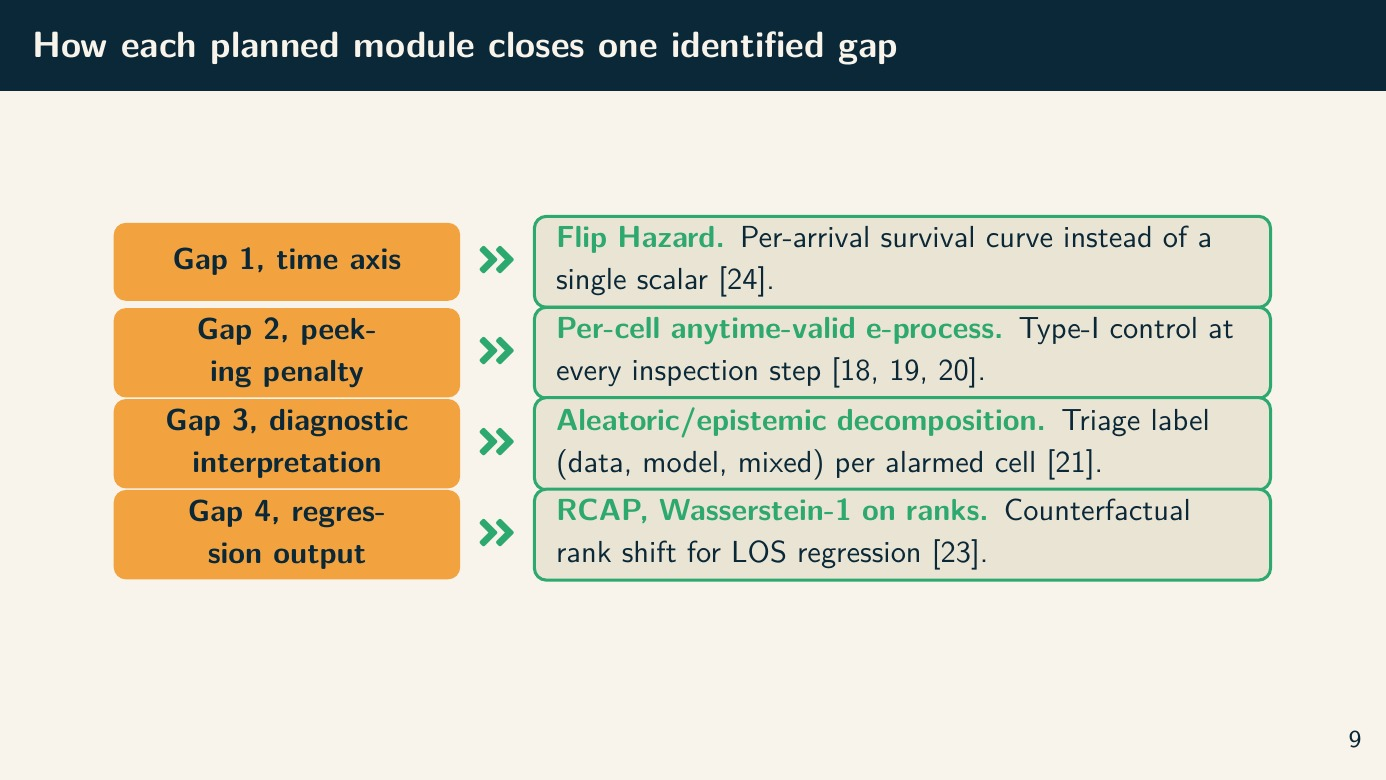 How each planned module closes one identified gap
Gap 1, time axis
Flip Hazard. Per-arrival survival curve instead of a
single scalar [24].
Gap 2, peek-
ing penalty
Per-cell anytime-valid e-process. Type-I control at
every inspection step [18, 19, 20].
Gap 3, diagnostic
interpretation
Aleatoric/epistemic decomposition. Triage label
(data, model, mixed) per alarmed cell [21].
Gap 4, regres-
sion output
RCAP, Wasserstein-1 on ranks. Counterfactual
rank shift for LOS regression [23].
9